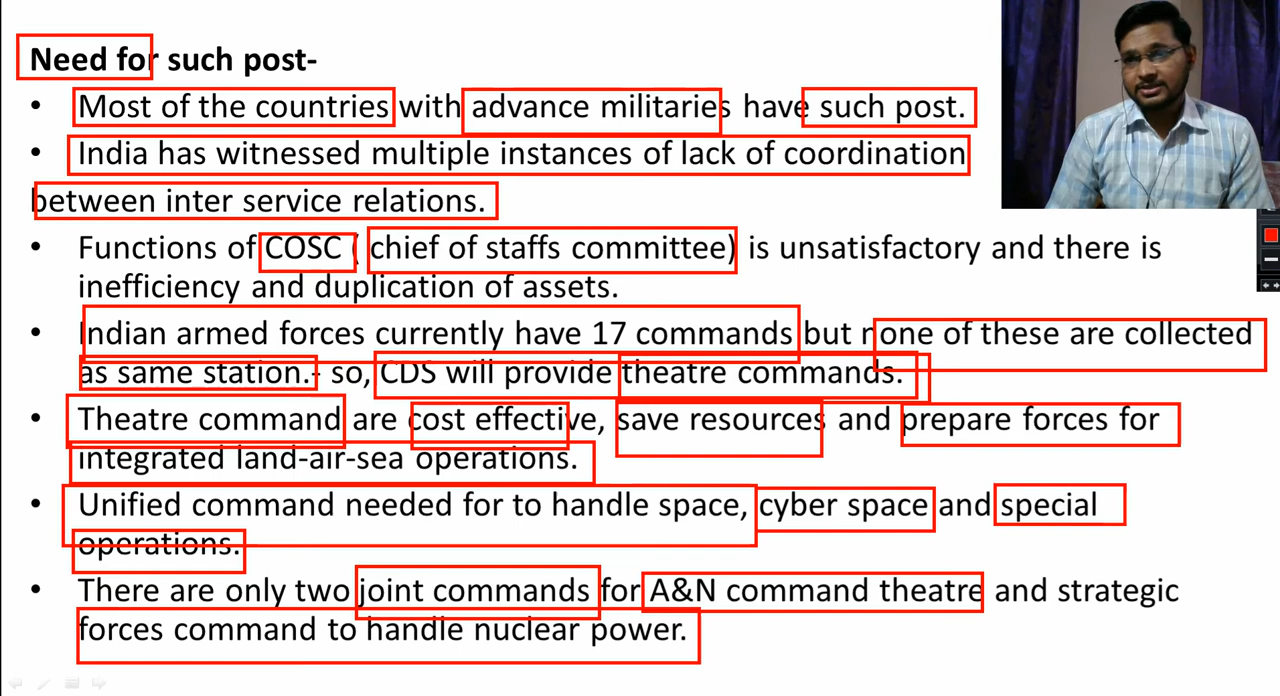 Need for such post-
• Most of the countries with advance militaries have such post.
• India has witnessed multiple instances of lack of coordination
between inter service relations.
• Functions of COSC ( chief of staffs committee) is unsatisfactory and there is
inefficiency and duplication of assets.
• Indian armed forces currently have 17 commands but none of these are collected
as same station.- so, CDS will provide theatre commands.
• Theatre command are cost effective, save resources and prepare forces for
integrated land-air-sea operations.
• Unified command needed for to handle space, cyber space and special
operations.
• There are only two joint commands for A&N command theatre and strategic
forces command to handle nuclear power.